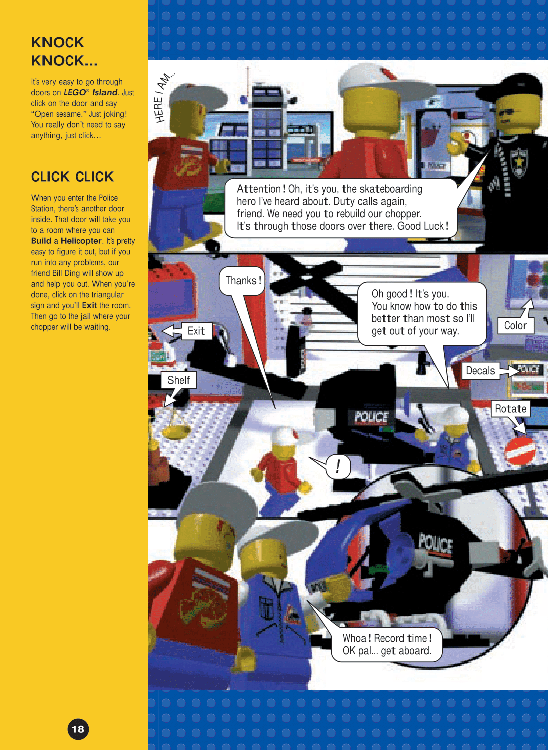 KNOCK
KNOCK...
It's very easy to go through
doors on LEGO® Island. Just
click on the door and say
"Open sesame." Just joking!
You really don't need to say
anything, just click...
CLICK CLICK
When you enter the Police
Station, there's another door
inside. That door will take you
to a room where you can
Build a Helicopter. It's pretty
easy to figure it out, but if you
run into any problems, our
friend Bill Ding will show up
and help you out. When you're
done, click on the triangular
sign and you'll Exit the room.
Then go to the jail where your
chopper will be waiting.
18
HERE I AM...
POLICE
Attention! Oh, it's you, the skateboarding
hero I've heard about. Duty calls again,
friend. We need you to rebuild our chopper.
It's through those doors over there. Good Luck!
Thanks!
Oh good! It's you.
You know how to do this
better than most so I'll
get out of your way.
Exit
Color
Shelf
Decals
POLICE
Rotate
POLICE
!
POLICE
Whoa! Record time!
OK pal... get aboard.